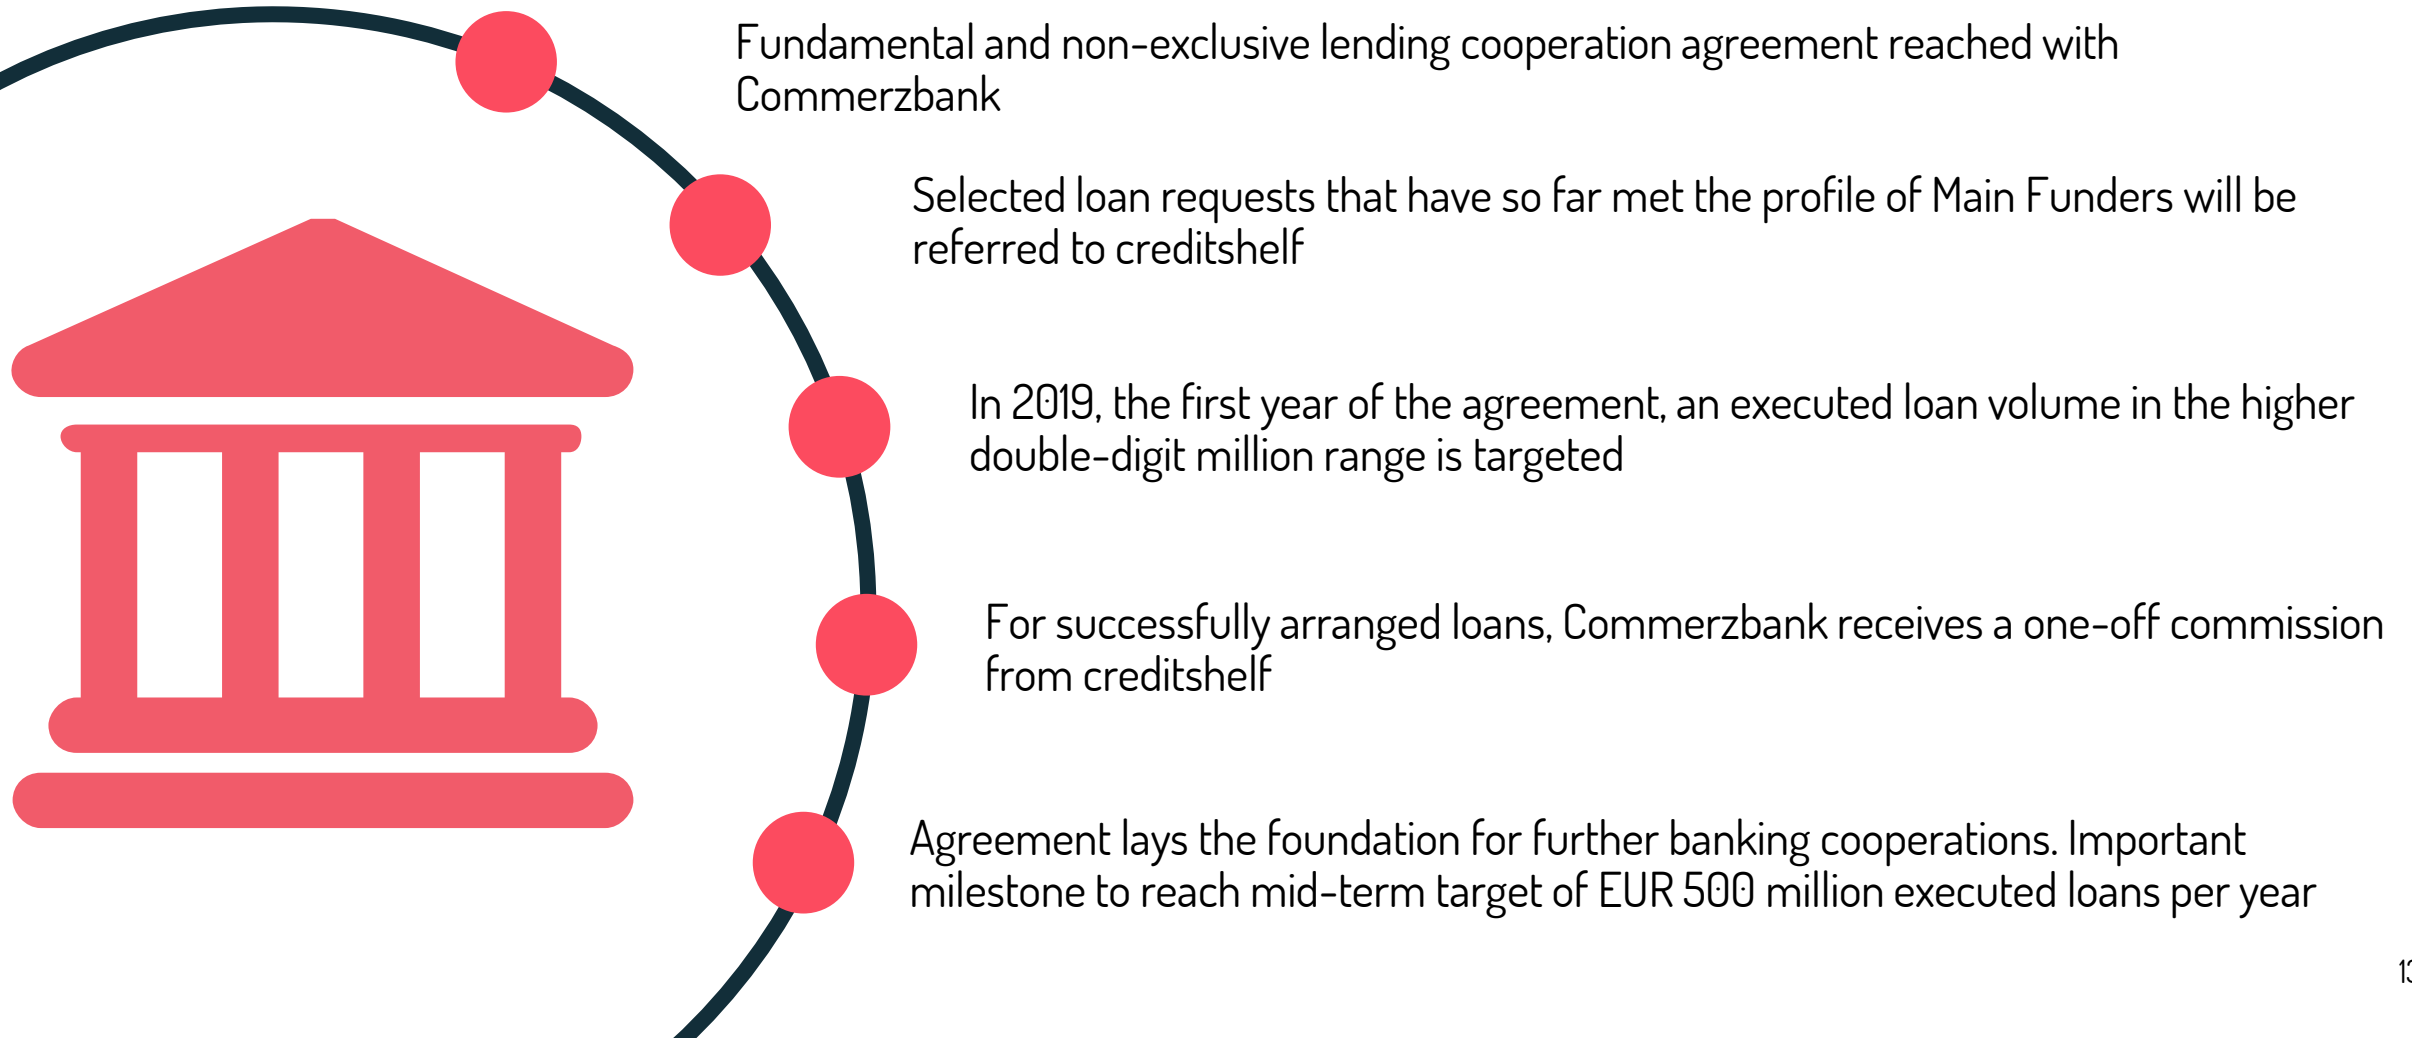 Fundamental and non-exclusive lending cooperation agreement reached with
Commerzbank
Selected loan requests that have so far met the profile of Main Funders will be
referred to creditshelf
In 2019, the first year of the agreement, an executed loan volume in the higher
double-digit million range is targeted
For successfully arranged loans, Commerzbank receives a one-off commission
from creditshelf
Agreement lays the foundation for further banking cooperations. Important
milestone to reach mid-term target of EUR 500 million executed loans per year